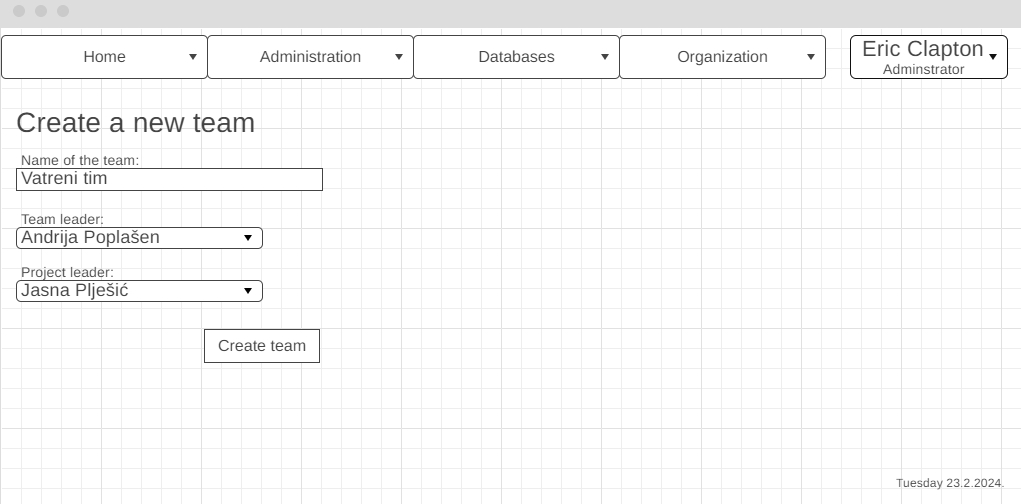 Home
Administration
Databases
Organization
Eric Clapton
Adminstrator
Create a new team
Name of the team:
Vatreni tim
Team leader:
Andrija Poplašen
Project leader:
Jasna Plješić
Create team
Tuesday 23.2.2024.